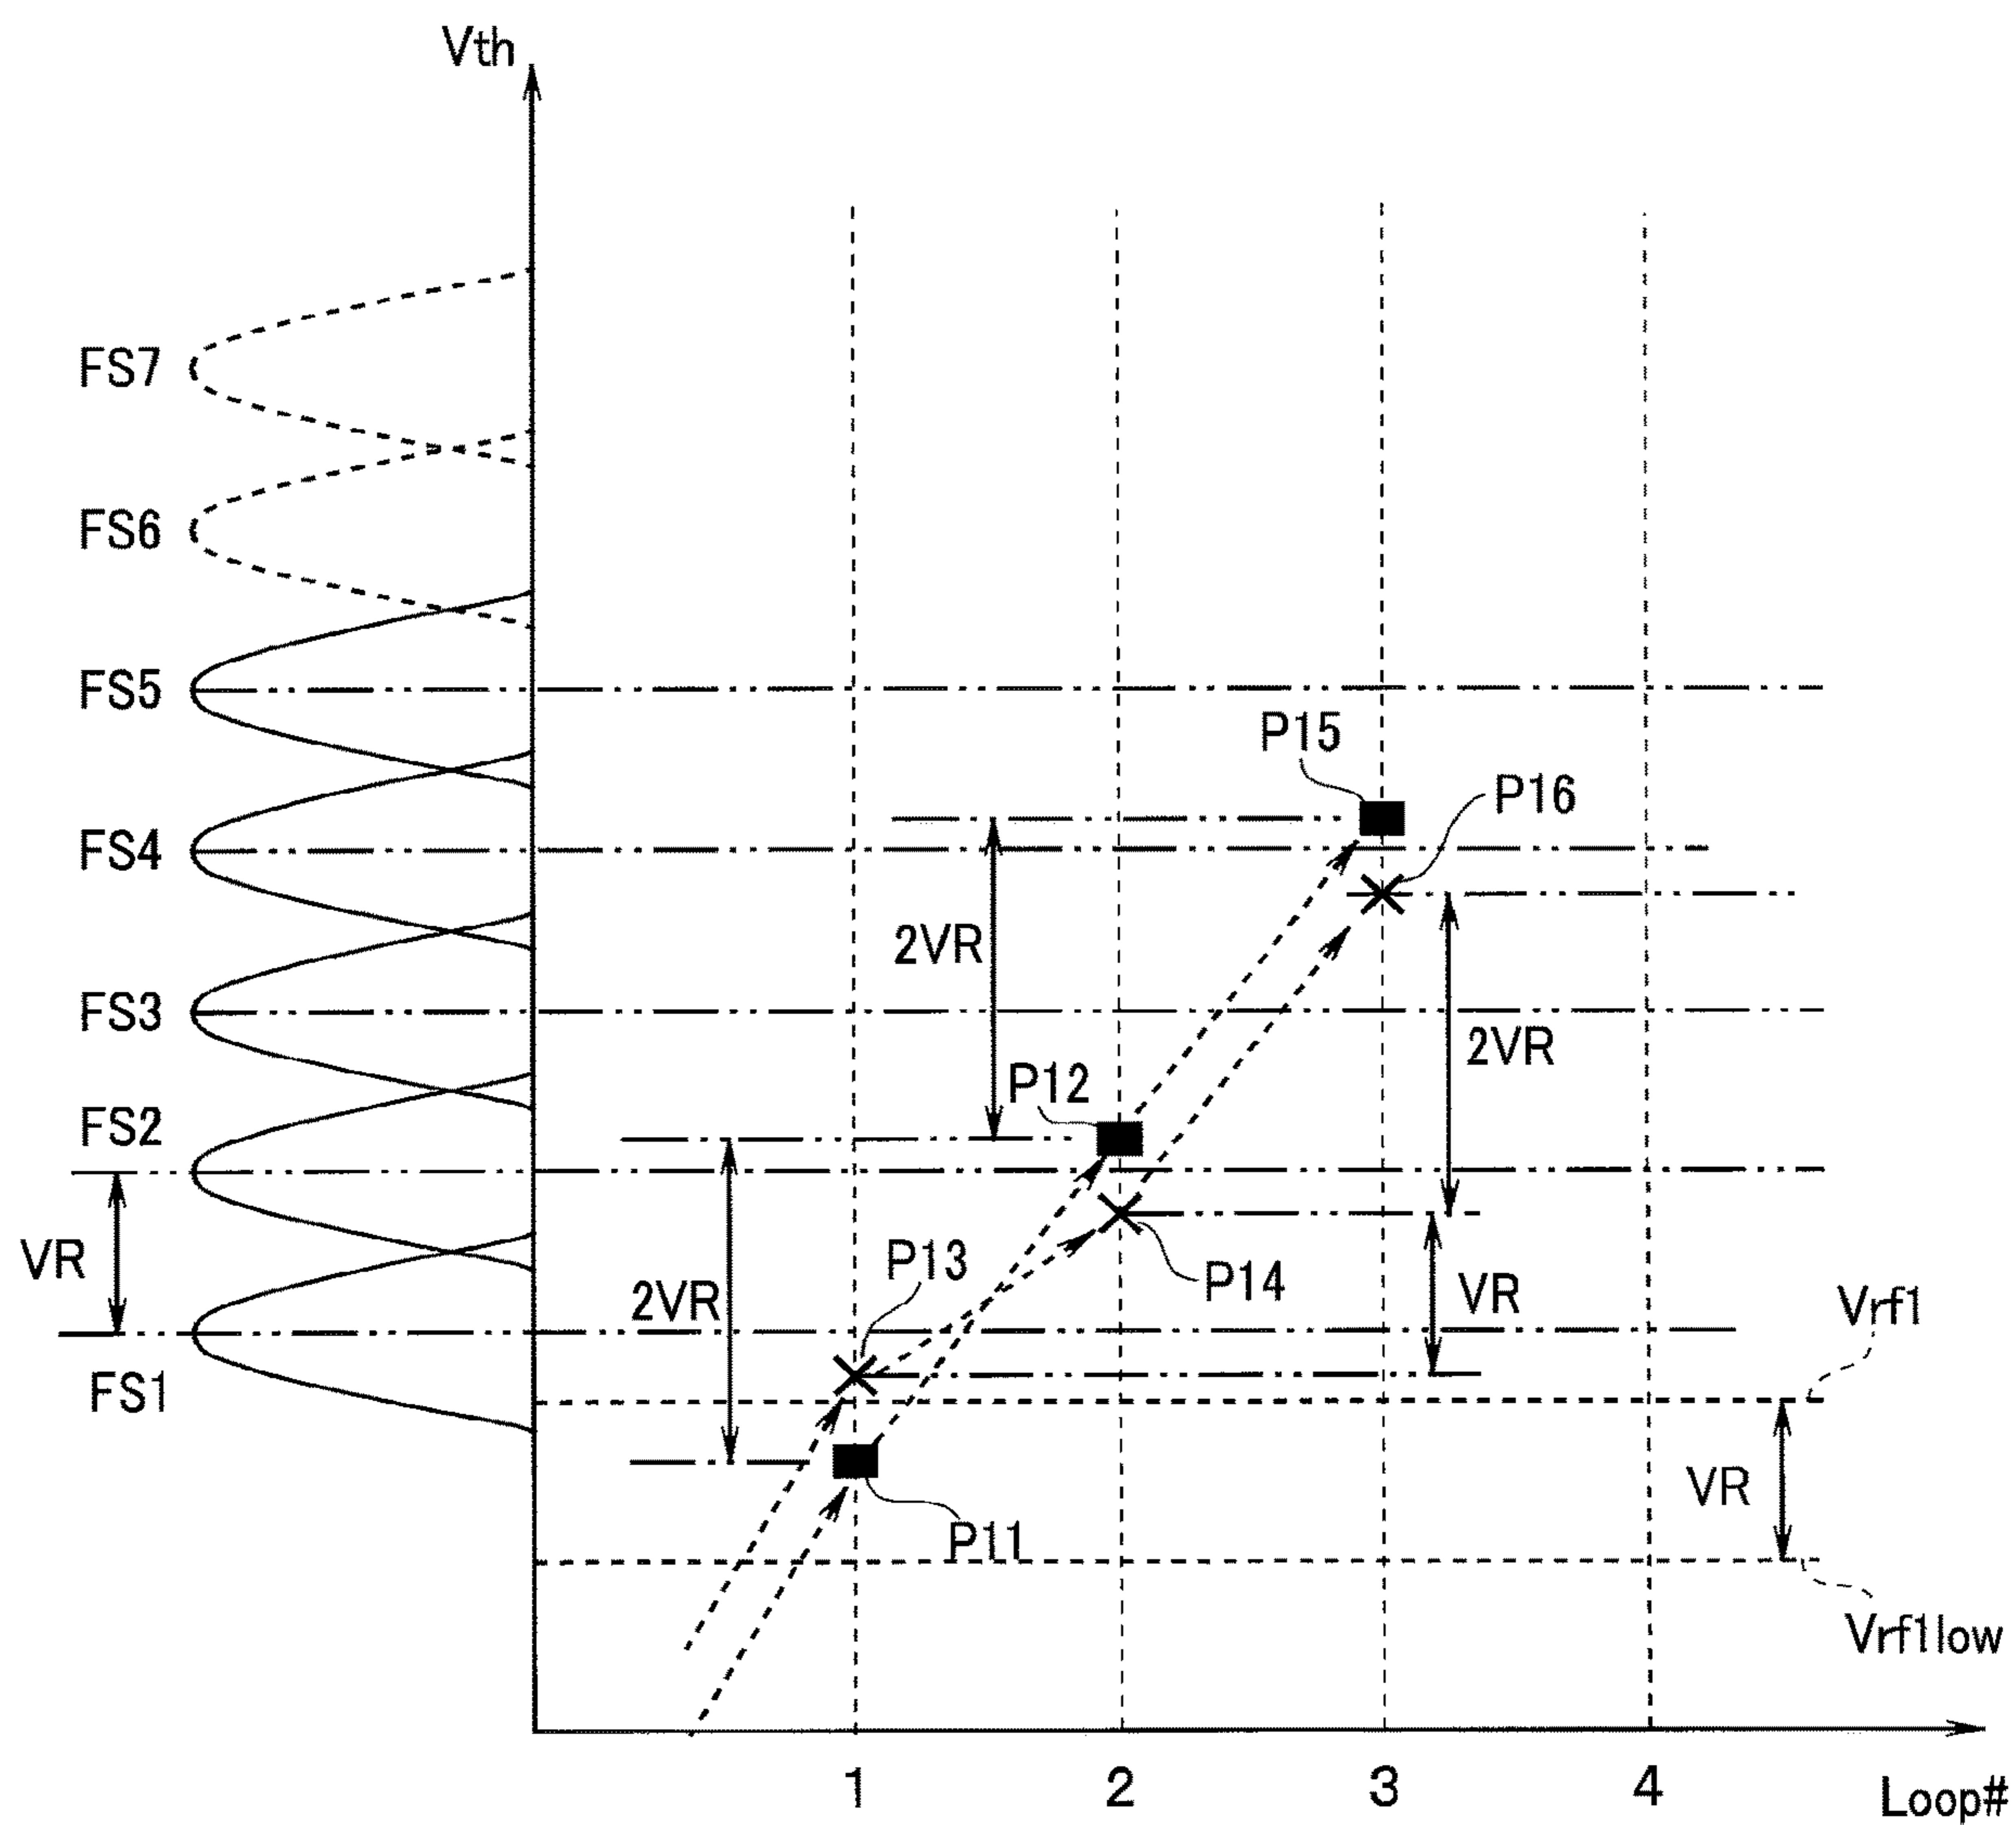 Vth
FS7
FS6
FS5
P15
P16
FS4
2VR
FS3
2VR
P12
FS2
P13
VR
2VR
P14
VR
Vrf1
FS1
VR
P11
Vrf1low
1
2
3
4
Loop#